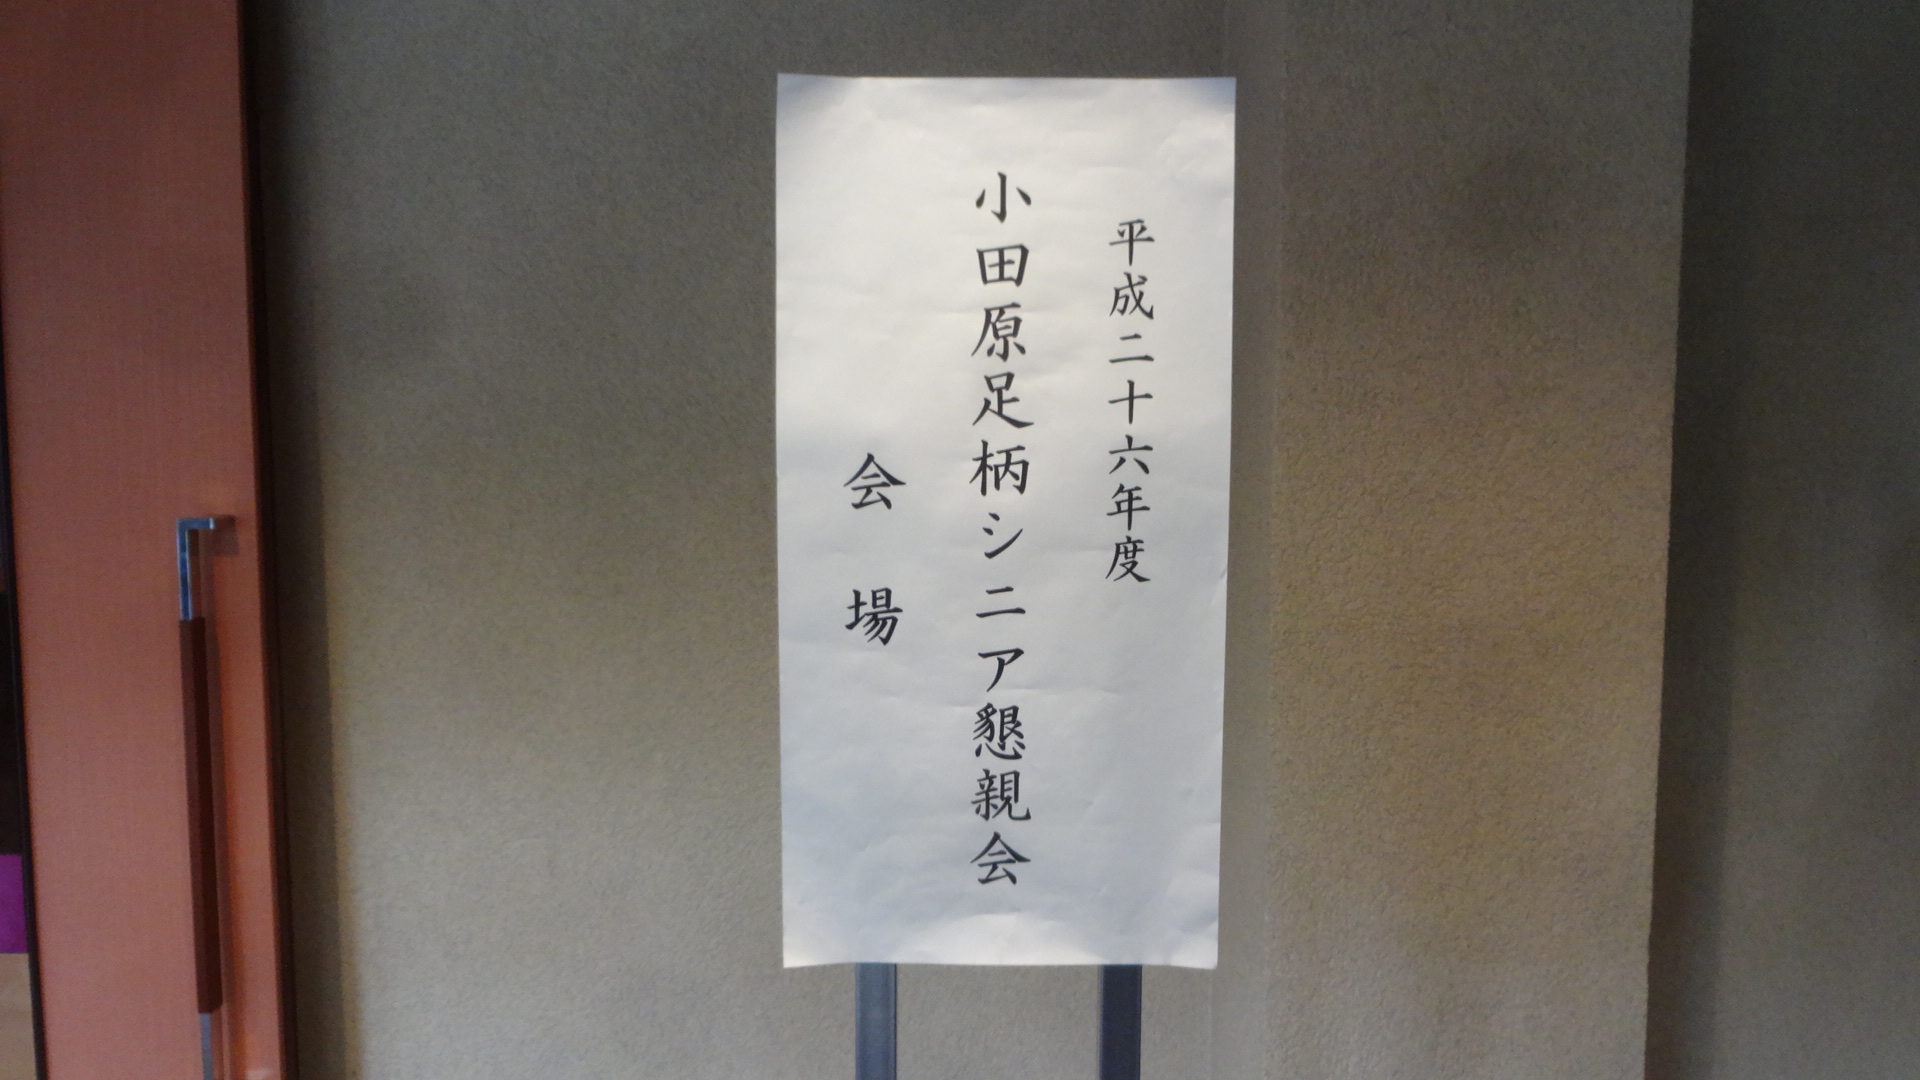 平成二十六年度
小田原足柄シニア懇親会
会場